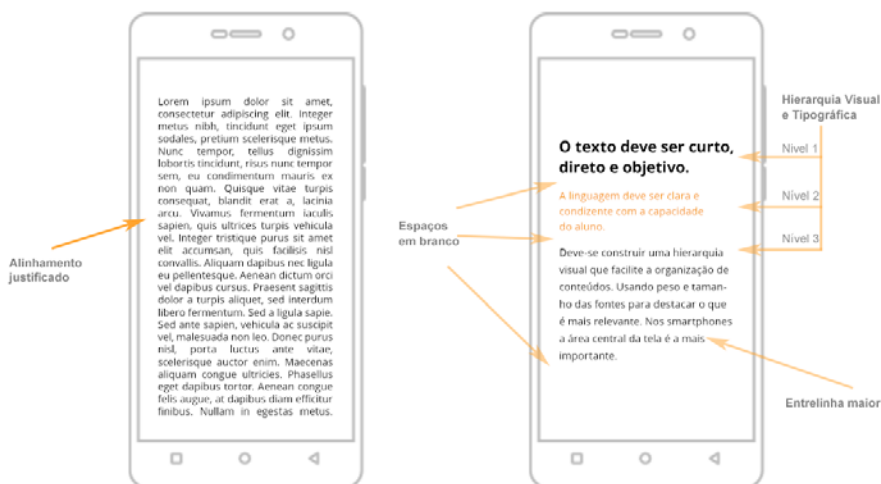 Alinhamento
justificado
Lorem ipsum dolor sit amet,
consectetur adipiscing elit. Integer
metus nibh, tincidunt eget ipsum
sodales, pretium scelerisque metus.
Nunc tempor, tellus dignissim
lobortis tincidunt, risus nunc tempor
sem, eu condimentum mauris ex
non quam. Quisque vitae turpis
consequat, blandit erat a, lacinia
arcu. Vivamus fermentum iaculis
sapien, quis ultrices turpis vehicula
vel. Integer tristique purus sit amet
elit accumsan, quis facilisis nisl
convallis. Aliquam dapibus nec ligula
eu pellentesque. Aenean dictum orci
vel dapibus cursus. Praesent sagittis
dolor a turpis aliquet, sed interdum
libero fermentum. Sed a ligula sapie.
Sed ante sapien, vehicula ac suscipit
vel, malesuada non leo. Donec purus
nisl, porta luctus ante vitae,
scelerisque auctor enim. Maecenas
aliquam congue ultricies. Phasellus
eget dapibus tortor. Aenean congue
felis augue, at dapibus diam efficitur
finibus. Nullam in egestas metus.
Espaços
em branco
O texto deve ser curto,
direto e objetivo.
A linguagem deve ser clara e
condizente com a capacidade
do aluno.
Deve-se construir uma hierarquia
visual que facilite a organização de
conteúdos. Usando peso e taman-
ho das fontes para destacar o que
é mais relevante. Nos smartphones
a área central da tela é a mais
importante.
Hierarquia Visual
e Tipográfica
Nível 1
Nível 2
Nível 3
Entrelinha maior